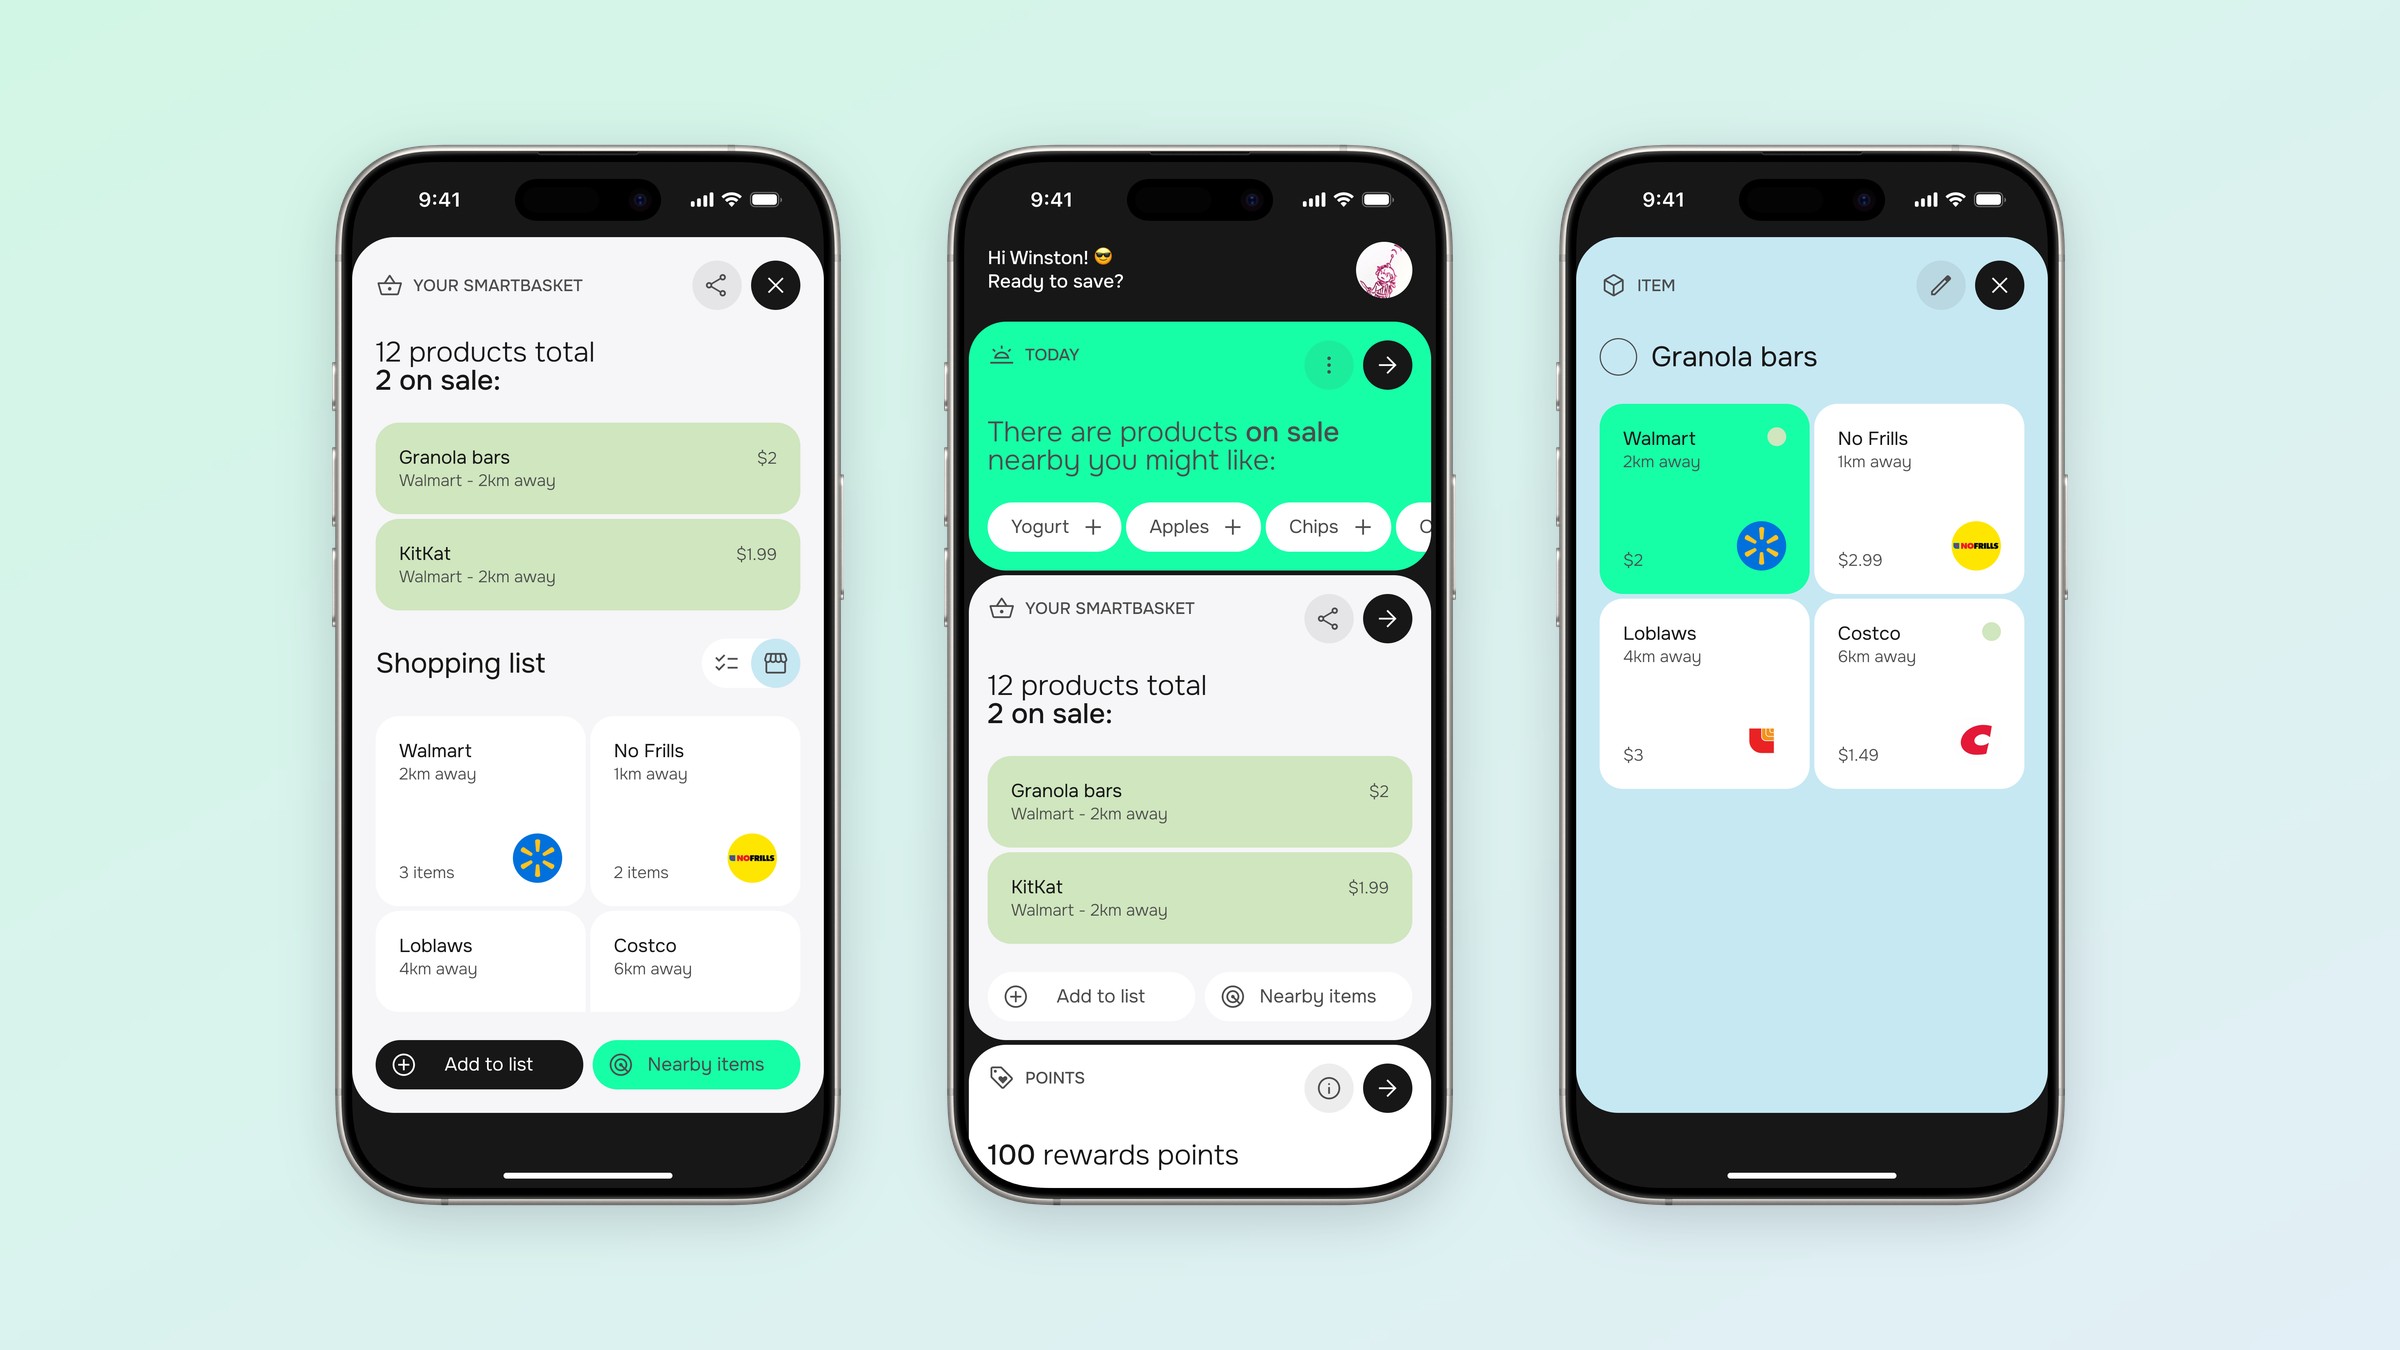 9:41
YOUR SMARTBASKET
12 products total
2 on sale:
Granola bars
$2
Walmart - 2km away
KitKat
$1.99
Walmart - 2km away
Shopping list
Walmart
2km away
3 items
No Frills
1km away
2 items
NOFRILLS
Loblaws
4km away
Costco
6km away
Add to list
Nearby items
9:41
Hi Winston! 😎
Ready to save?
TODAY
There are products on sale
nearby you might like:
Yogurt
Apples
Chips
YOUR SMARTBASKET
12 products total
2 on sale:
Granola bars
$2
Walmart - 2km away
KitKat
$1.99
Walmart - 2km away
Add to list
Nearby items
POINTS
100 rewards points
9:41
ITEM
Granola bars
Walmart
2km away
$2
No Frills
1km away
$2.99
NOFRILLS
Loblaws
4km away
$3
Costco
6km away
$1.49